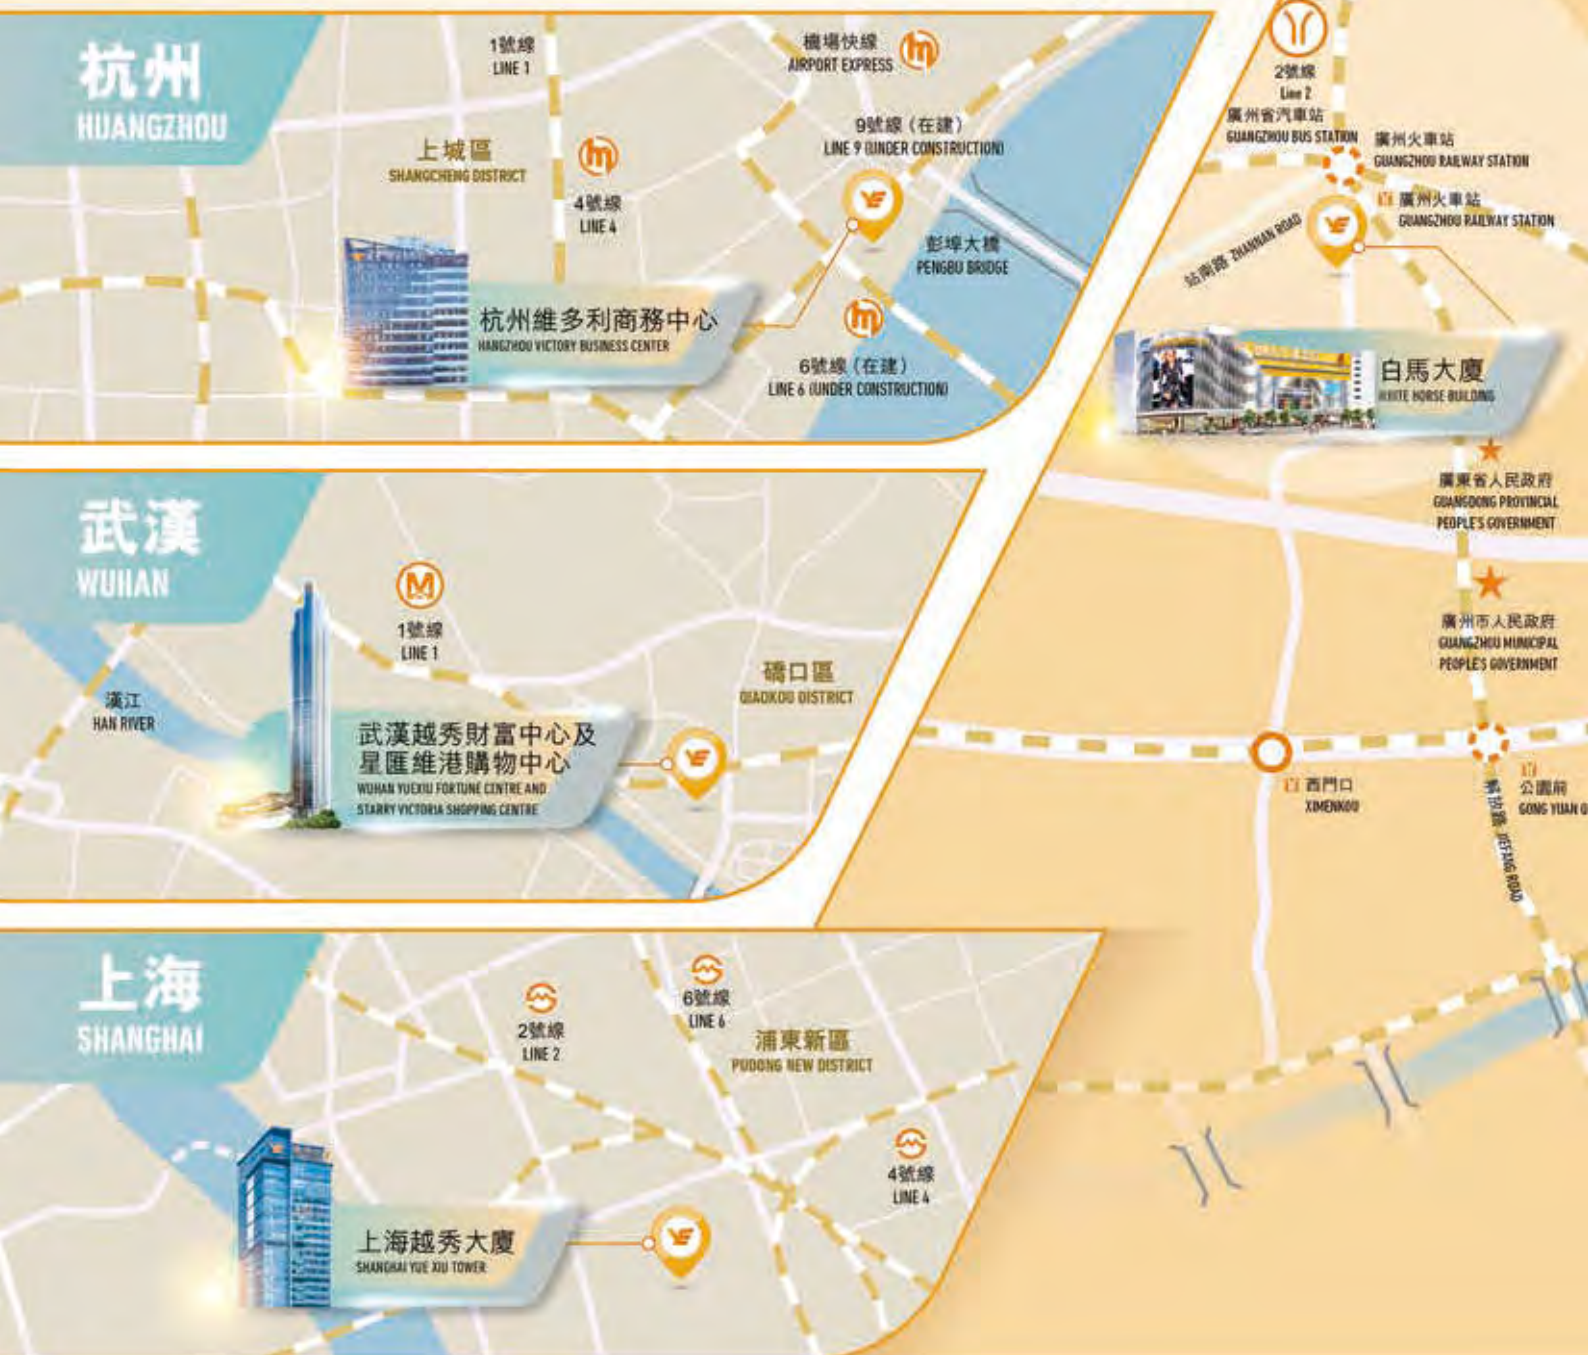 杭州
HUANGZHOU
1號線
LINE 1
機場快線
AIRPORT EXPRESS
上城區
SHANGCHENG DISTRICT
4號線
LINE 4
9號線（在建）
LINE 9 (UNDER CONSTRUCTION)
彭埠大橋
PENGBU BRIDGE
杭州維多利商務中心
HANGZHOU VICTORY BUSINESS CENTER
6號線（在建）
LINE 6 (UNDER CONSTRUCTION)
武漢
WUHAN
1號線
LINE 1
漢江
HAN RIVER
礄口區
QIAOKOU DISTRICT
武漢越秀財富中心及
星匯維港購物中心
WUHAN YUEXIU FORTUNE CENTRE AND
STARRY VICTORIA SHOPPING CENTRE
上海
SHANGHAI
2號線
LINE 2
6號線
LINE 6
浦東新區
PUDONG NEW DISTRICT
4號線
LINE 4
上海越秀大廈
SHANGHAI YUE XIU TOWER
2號線
Line 2
廣州省汽車站
GUANGZHOU BUS STATION
廣州火車站
GUANGZHOU RAILWAY STATION
廣州火車站
GUANGZHOU RAILWAY STATION
站南路 ZHANNAN ROAD
白馬大廈
WHITE HORSE BUILDING
廣東省人民政府
GUANGDONG PROVINCIAL
PEOPLE'S GOVERNMENT
廣州市人民政府
GUANGZHOU MUNICIPAL
PEOPLE'S GOVERNMENT
西門口
XIMENKOU
公園前
GONG YUAN Q
解放路 JIEFANG ROAD